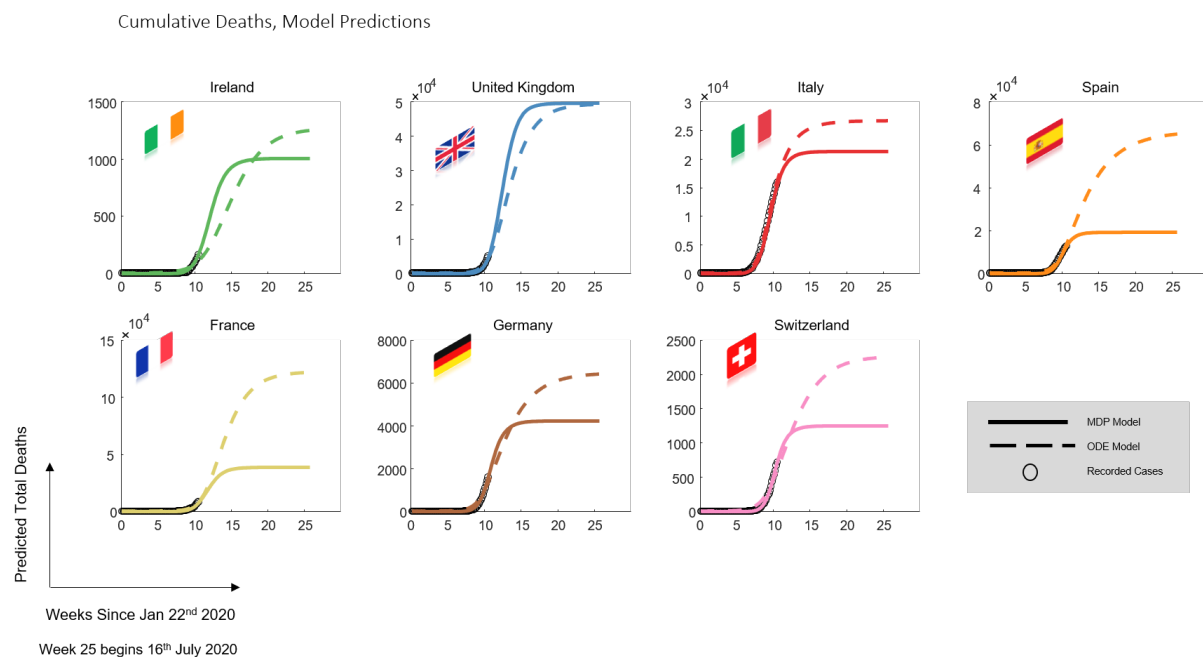 Cumulative Deaths, Model Predictions
Ireland
1500
1000
500
0
0 5 10 15 20 25
United Kingdom
× 10⁴
5
4
3
2
1
0
0 5 10 15 20 25
Italy
× 10⁴
3
2.5
2
1.5
1
0.5
0
0 5 10 15 20 25
Spain
× 10⁴
8
6
4
2
0
0 5 10 15 20 25
France
× 10⁴
15
10
5
0
0 5 10 15 20 25
Germany
8000
6000
4000
2000
0
0 5 10 15 20 25
Switzerland
2500
2000
1500
1000
500
0
0 5 10 15 20 25
MDP Model
ODE Model
Recorded Cases
Predicted Total Deaths
Weeks Since Jan 22ⁿᵈ 2020
Week 25 begins 16ᵗʰ July 2020